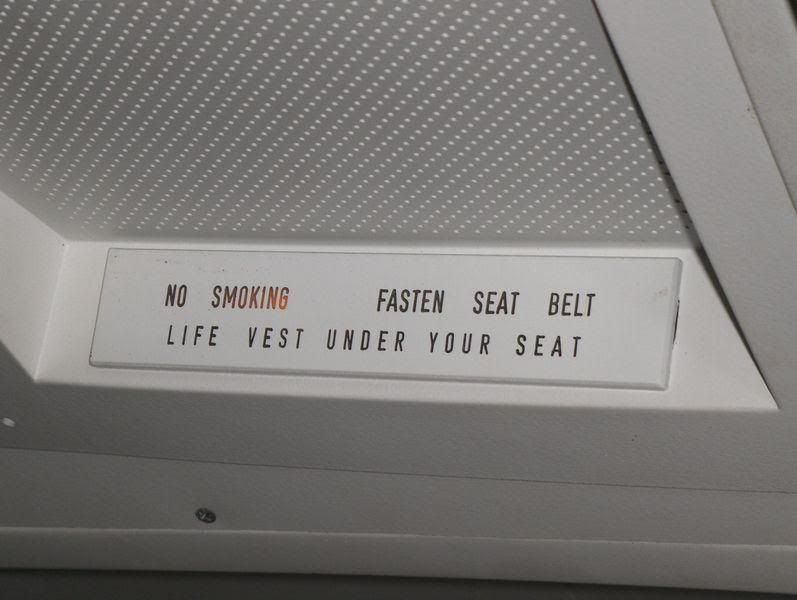 NO SMOKING FASTEN SEAT BELT
LIFE VEST UNDER YOUR SEAT